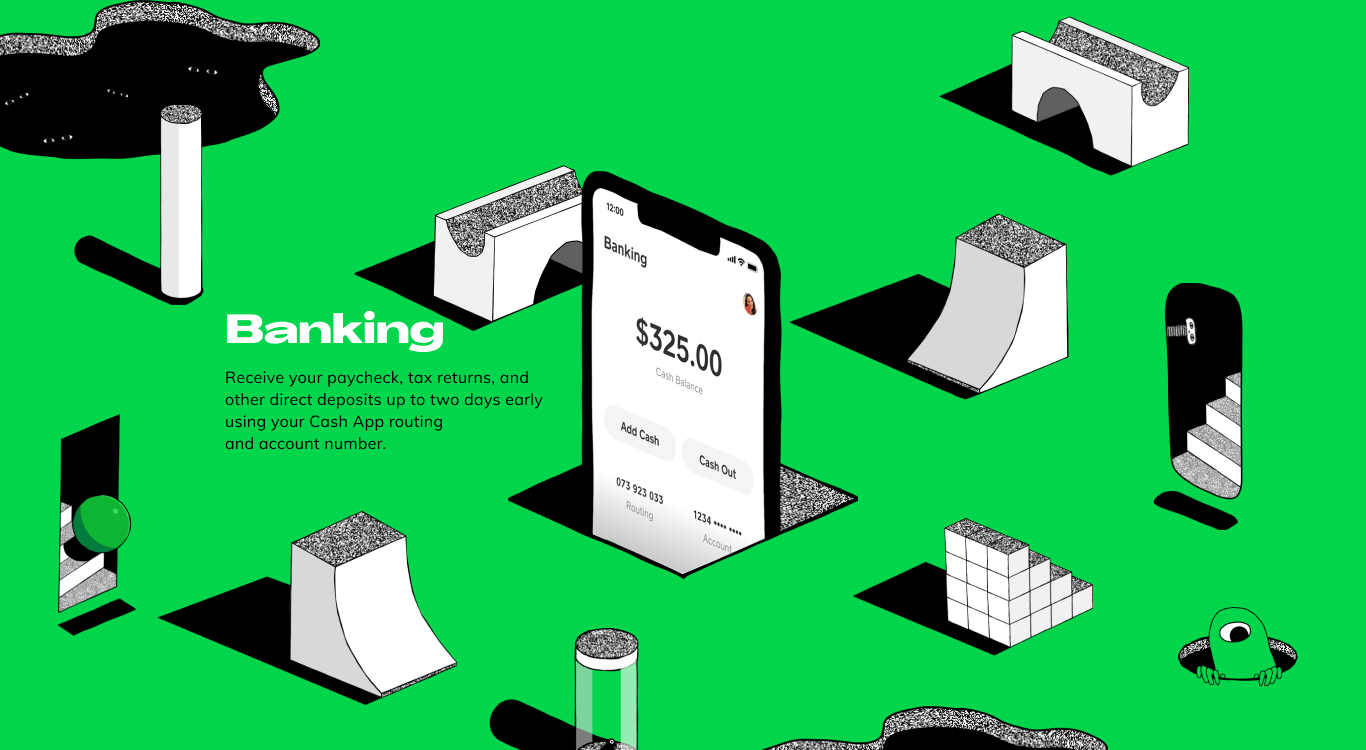 Banking
Receive your paycheck, tax returns, and
other direct deposits up to two days early
using your Cash App routing
and account number.
12:00
Banking
$325.00
Cash Balance
Add Cash
Cash Out
073 923 033
Routing
1234 •••• ••••
Account